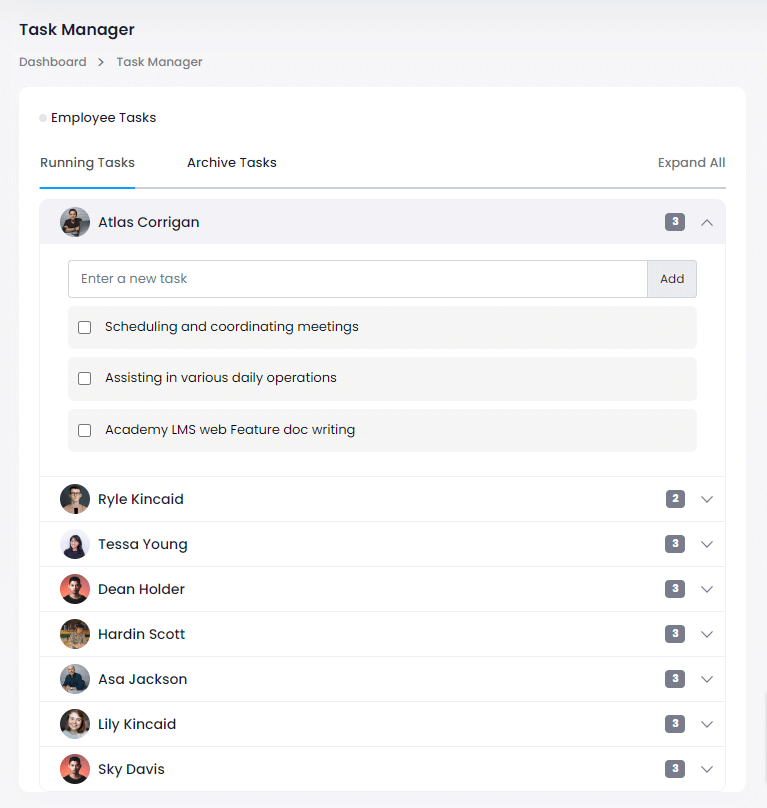 Task Manager
Dashboard > Task Manager
Employee Tasks
Running Tasks Archive Tasks Expand All
Atlas Corrigan 3
Enter a new task Add
Scheduling and coordinating meetings
Assisting in various daily operations
Academy LMS web Feature doc writing
Ryle Kincaid 2
Tessa Young 3
Dean Holder 3
Hardin Scott 3
Asa Jackson 3
Lily Kincaid 3
Sky Davis 3